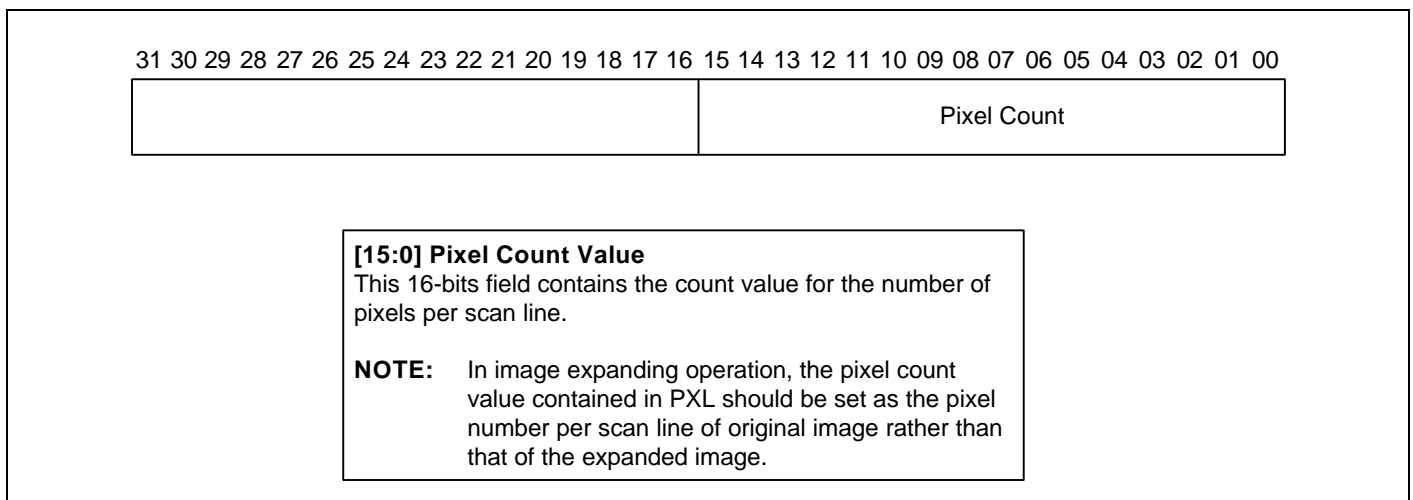 31 30 29 28 27 26 25 24 23 22 21 20 19 18 17 16 15 14 13 12 11 10 09 08 07 06 05 04 03 02 01 00
Pixel Count
[15:0] Pixel Count Value
This 16-bits field contains the count value for the number of
pixels per scan line.
NOTE: In image expanding operation, the pixel count
value contained in PXL should be set as the pixel
number per scan line of original image rather than
that of the expanded image.